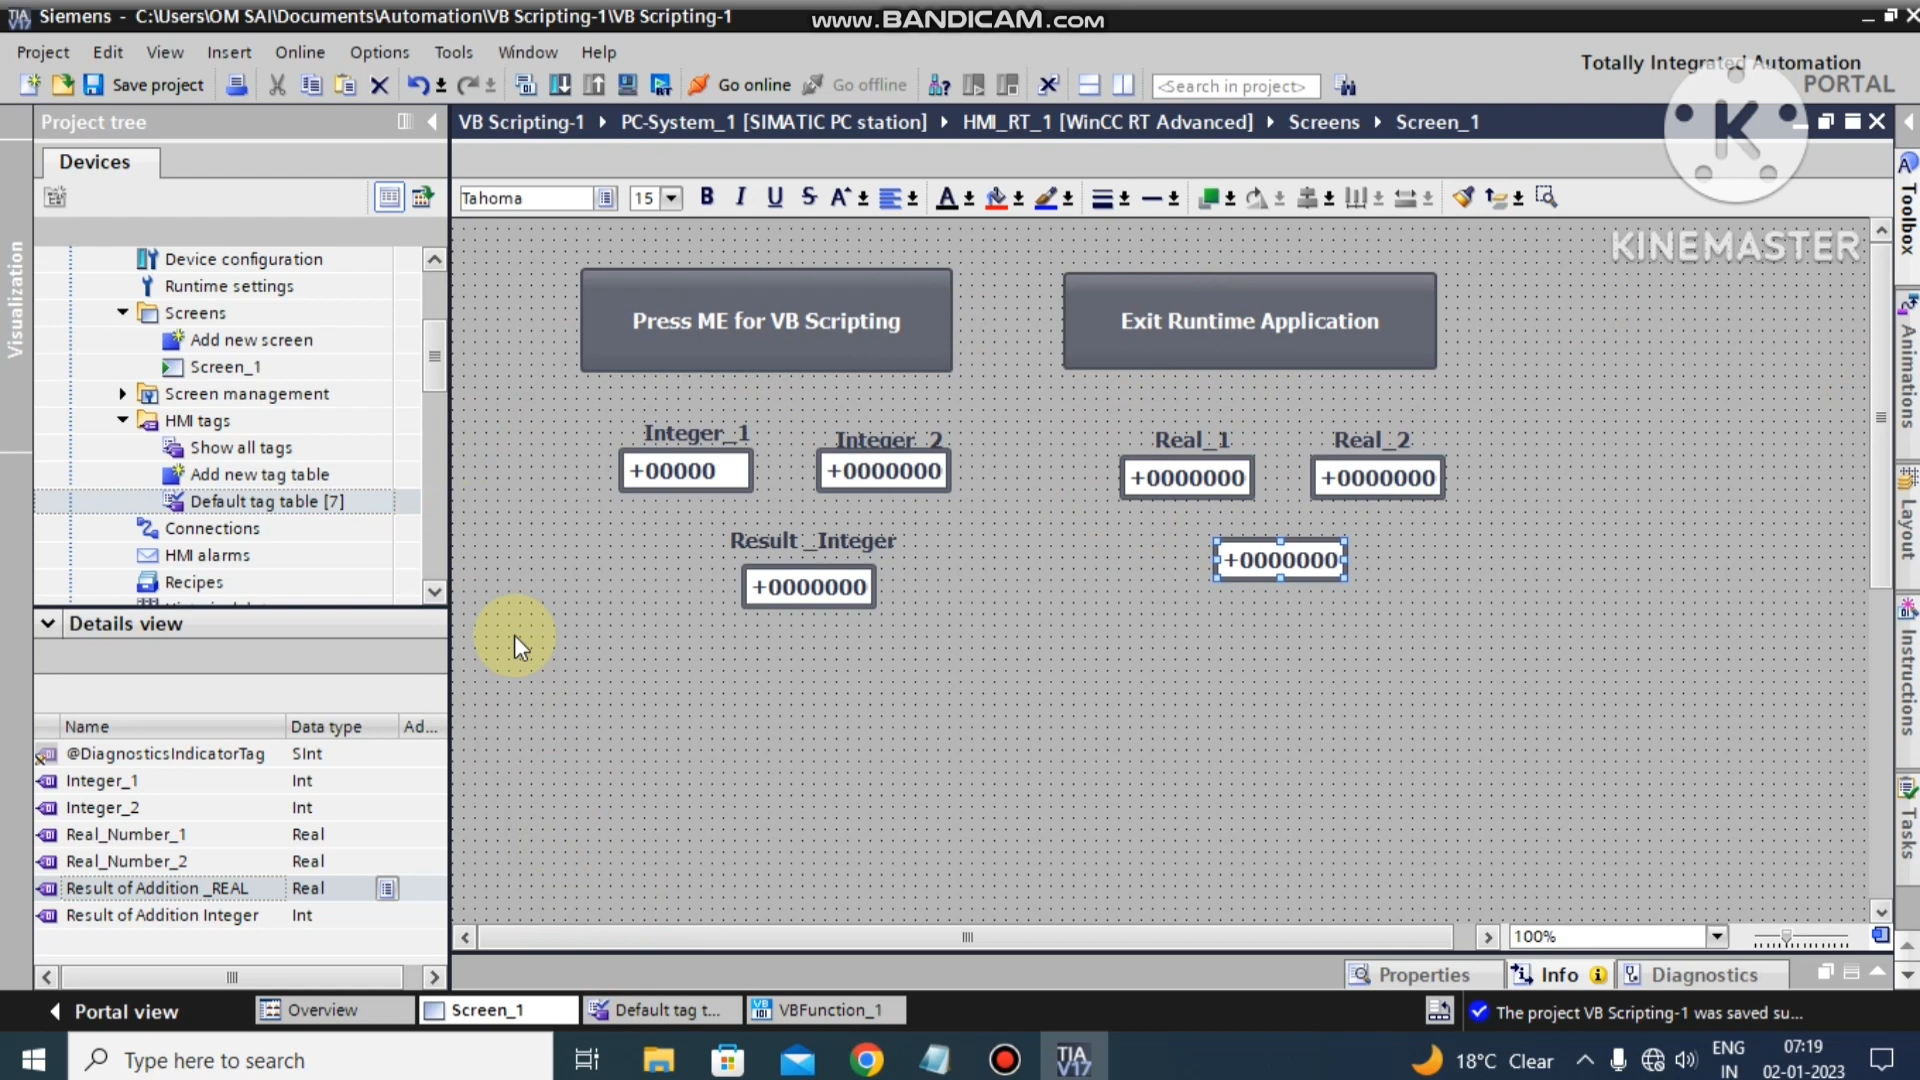 Siemens - C:\Users\OM SAI\Documents\Automation\VB Scripting-1\VB Scripting-1
www.BANDICAM.com
Project Edit View Insert Online Options Tools Window Help
Totally Integrated Automation
PORTAL
Save project
Go online
Go offline
<Search in project>
Project tree
VB Scripting-1 PC-System_1 [SIMATIC PC station] HMI_RT_1 [WinCC RT Advanced] Screens Screen_1
K
Devices
Tahoma
15
B I U S A
KINEMASTER
Visualization
Device configuration
Runtime settings
Screens
Add new screen
Screen_1
Screen management
HMI tags
Show all tags
Add new tag table
Default tag table [7]
Connections
HMI alarms
Recipes
Press ME for VB Scripting
Exit Runtime Application
Integer_1
Integer_2
Real_1
Real_2
+00000
+0000000
+0000000
+0000000
Result _Integer
+0000000
+0000000
Toolbox
Animations
Layout
Instructions
Tasks
Details view
Name Data type Ad...
@DiagnosticsIndicatorTag SInt
Integer_1 Int
Integer_2 Int
Real_Number_1 Real
Real_Number_2 Real
Result of Addition _REAL Real
Result of Addition Integer Int
100%
Properties
Info
Diagnostics
Portal view
Overview
Screen_1
Default tag t...
VBFunction_1
The project VB Scripting-1 was saved su...
Type here to search
TIA V17
18°C Clear
ENG
IN
07:19
02-01-2023